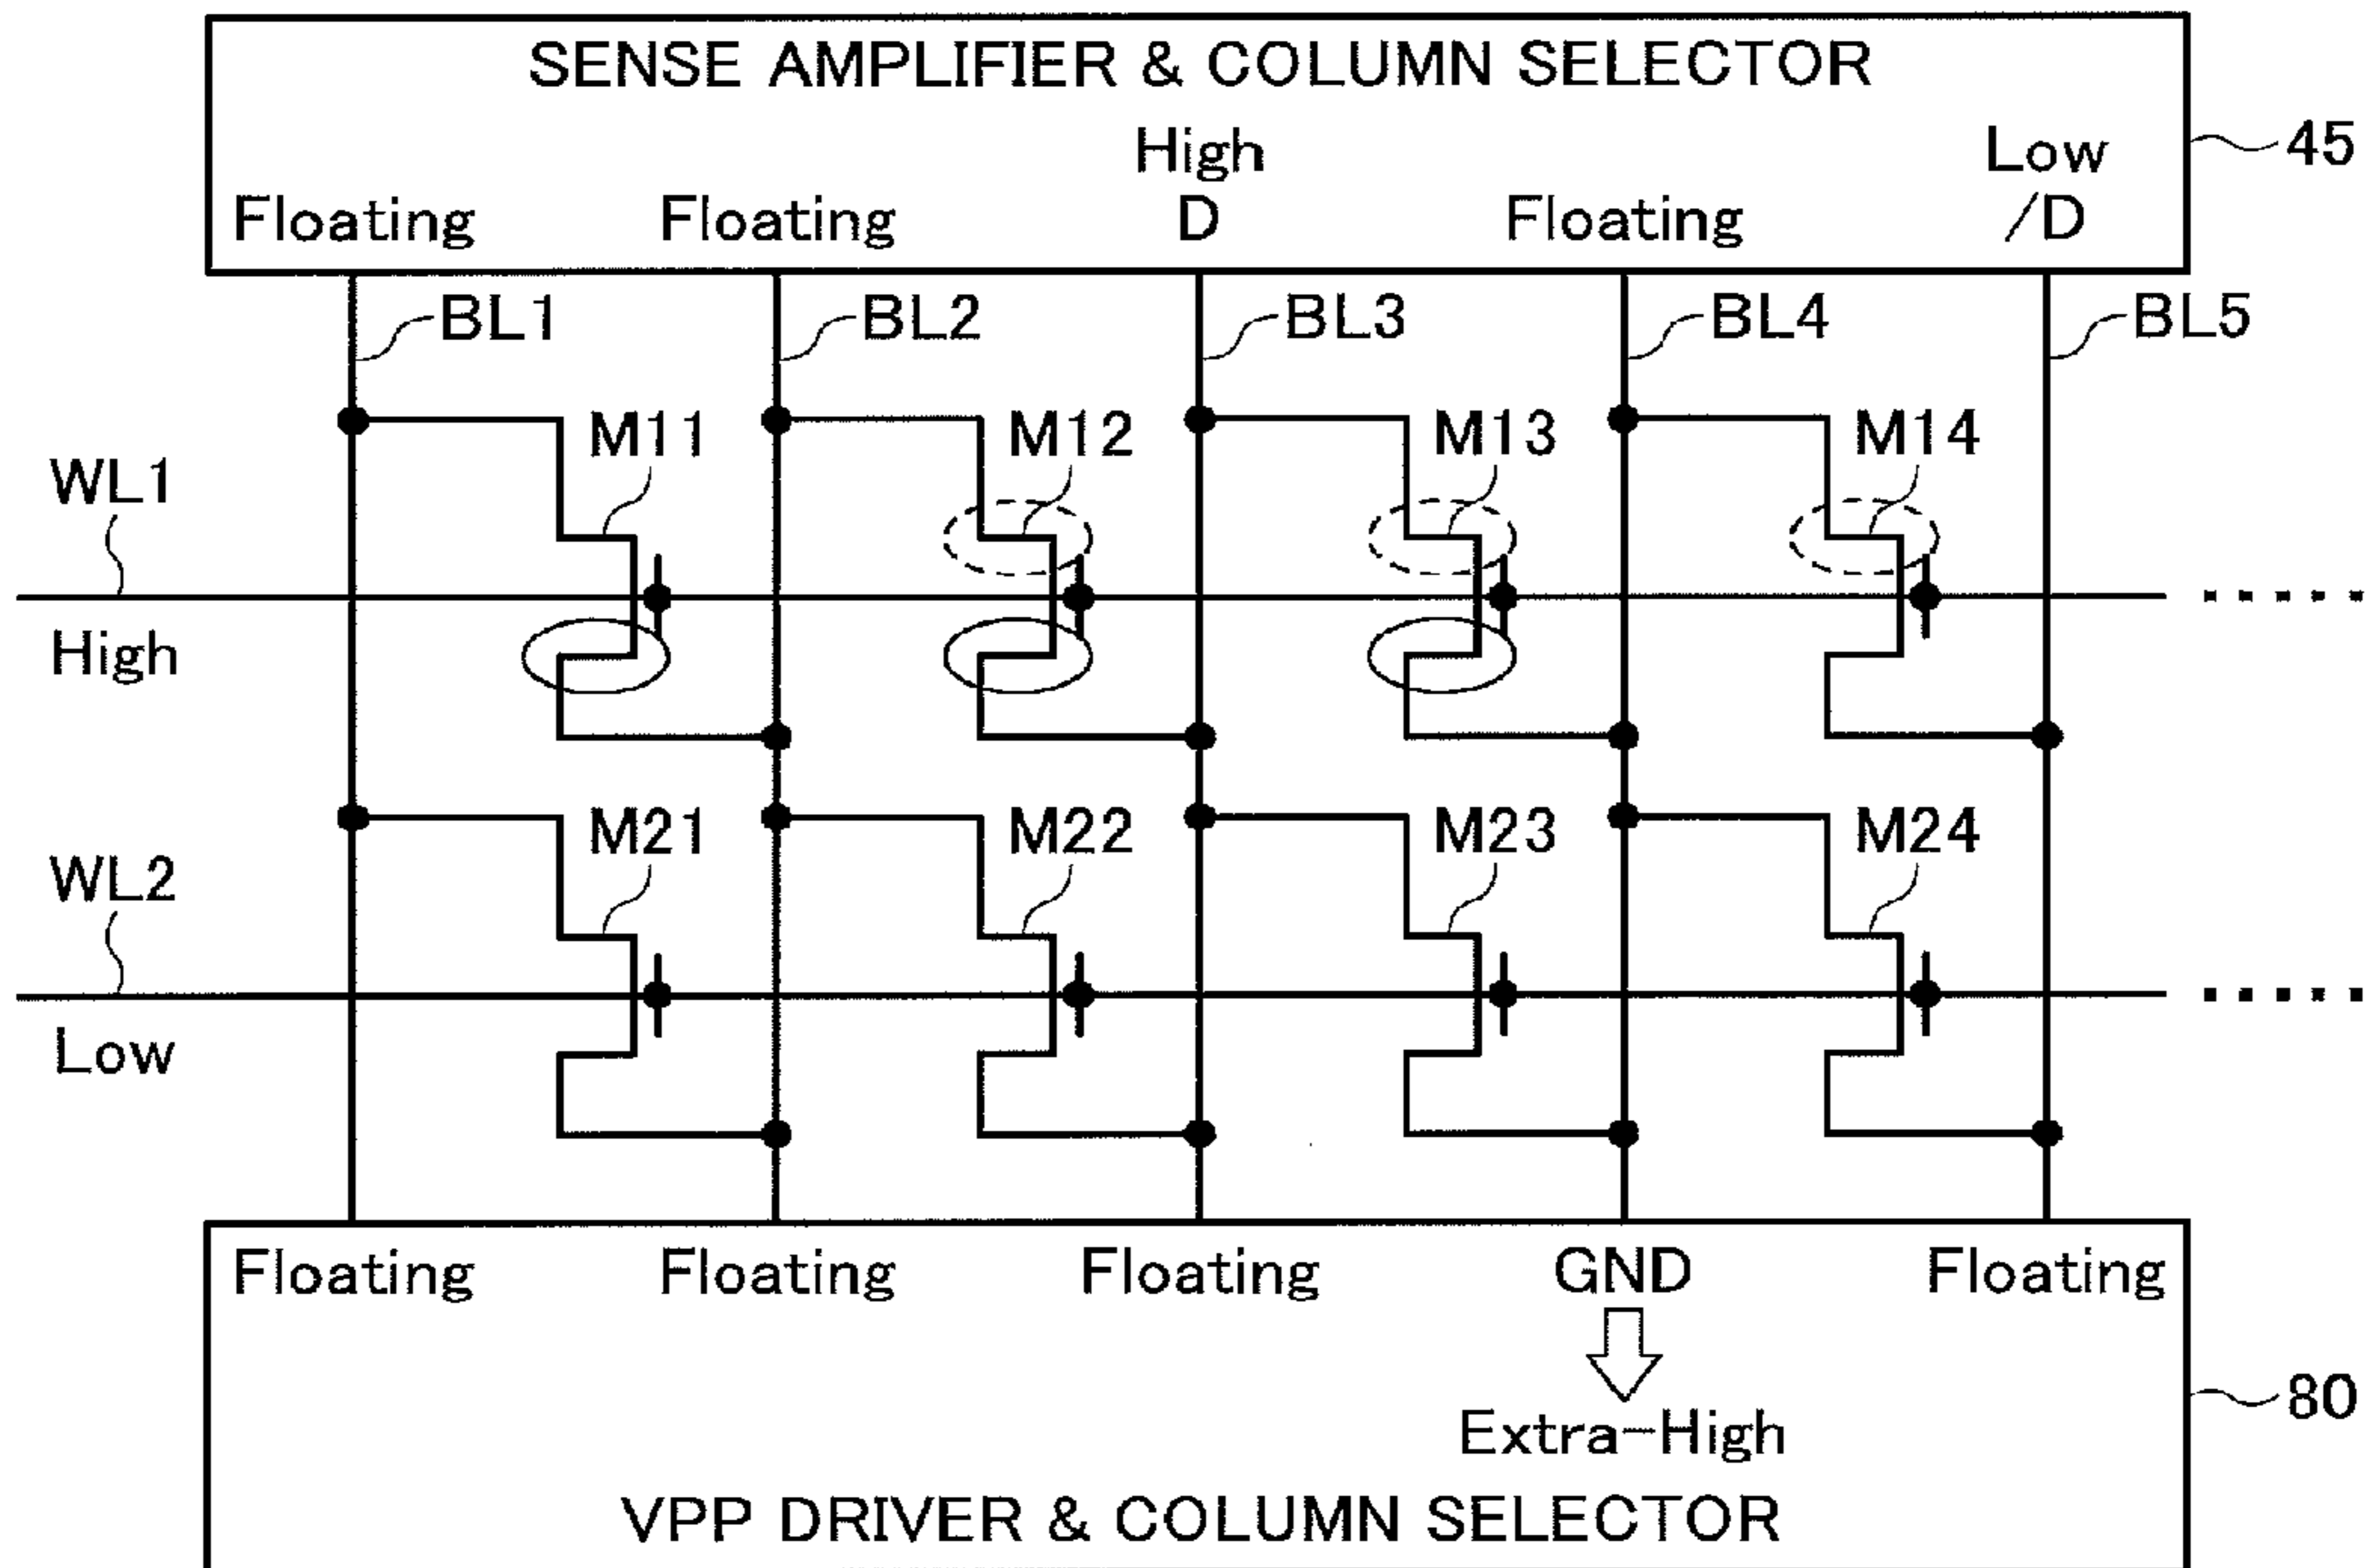 SENSE AMPLIFIER & COLUMN SELECTOR
High
Low
45
Floating
Floating
D
Floating
/D
BL1
BL2
BL3
BL4
BL5
M11
M12
M13
M14
WL1
High
M21
M22
M23
M24
WL2
Low
Floating
Floating
Floating
GND
Floating
80
Extra-High
VPP DRIVER & COLUMN SELECTOR